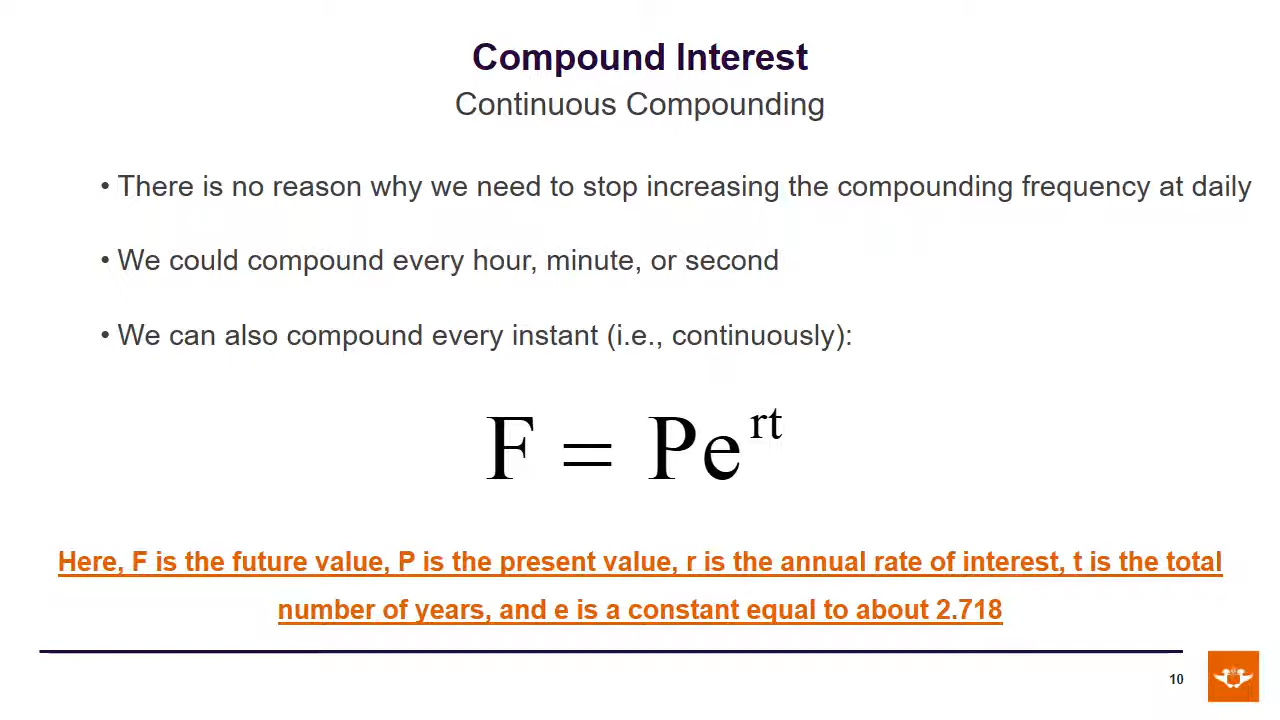 Compound Interest
Continuous Compounding
• There is no reason why we need to stop increasing the compounding frequency at daily
• We could compound every hour, minute, or second
• We can also compound every instant (i.e., continuously):
F = Pe^rt
Here, F is the future value, P is the present value, r is the annual rate of interest, t is the total
number of years, and e is a constant equal to about 2.718
10